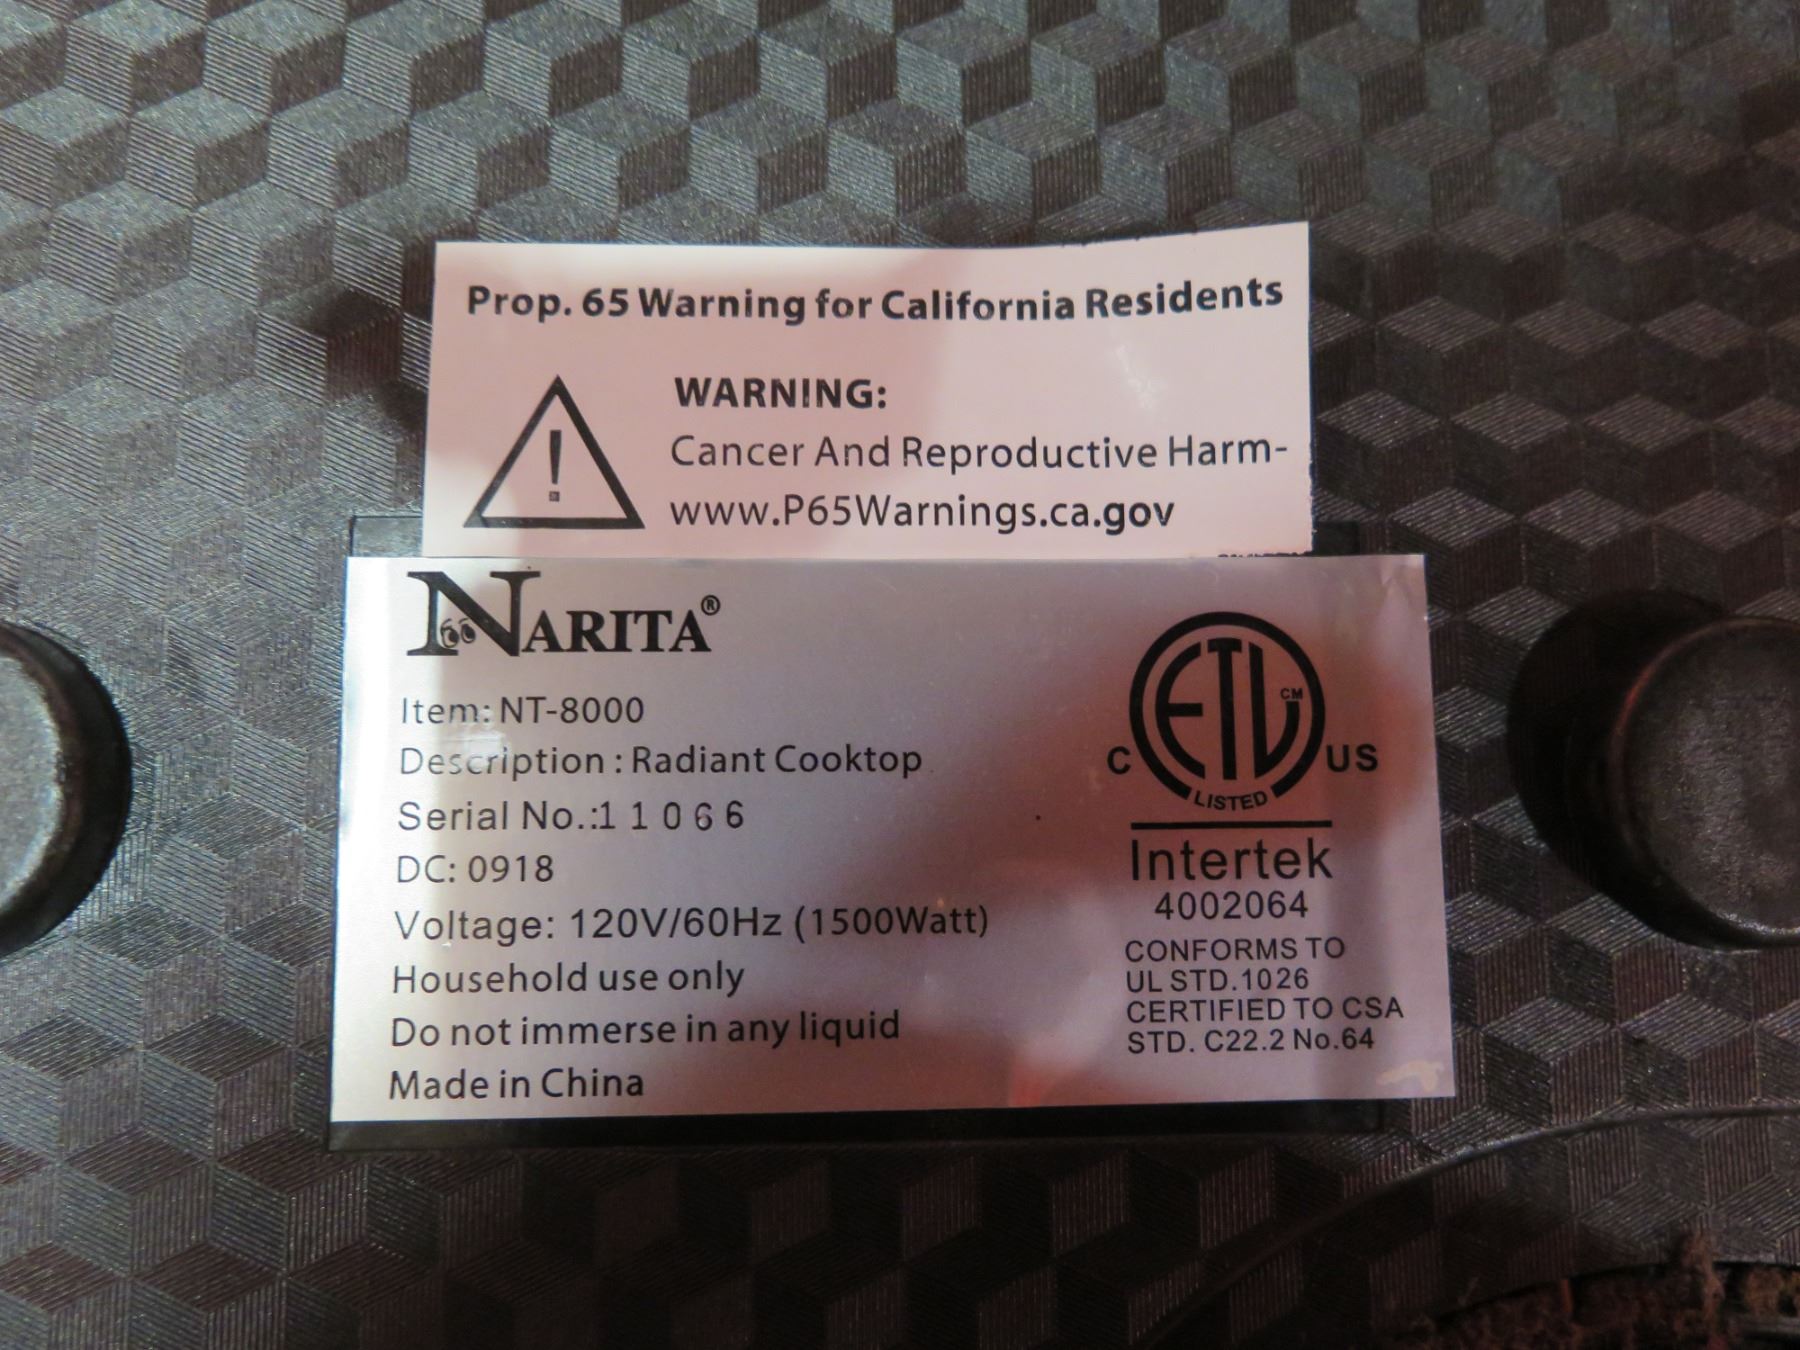 Prop. 65 Warning for California Residents
WARNING:
Cancer And Reproductive Harm-
www.P65Warnings.ca.gov
NARITA®
Item: NT-8000
Description : Radiant Cooktop
Serial No.:1 1 0 6 6
DC: 0918
Voltage: 120V/60Hz (1500Watt)
Household use only
Do not immerse in any liquid
Made in China
ETL CM
C US
LISTED
Intertek
4002064
CONFORMS TO
UL STD.1026
CERTIFIED TO CSA
STD. C22.2 No.64